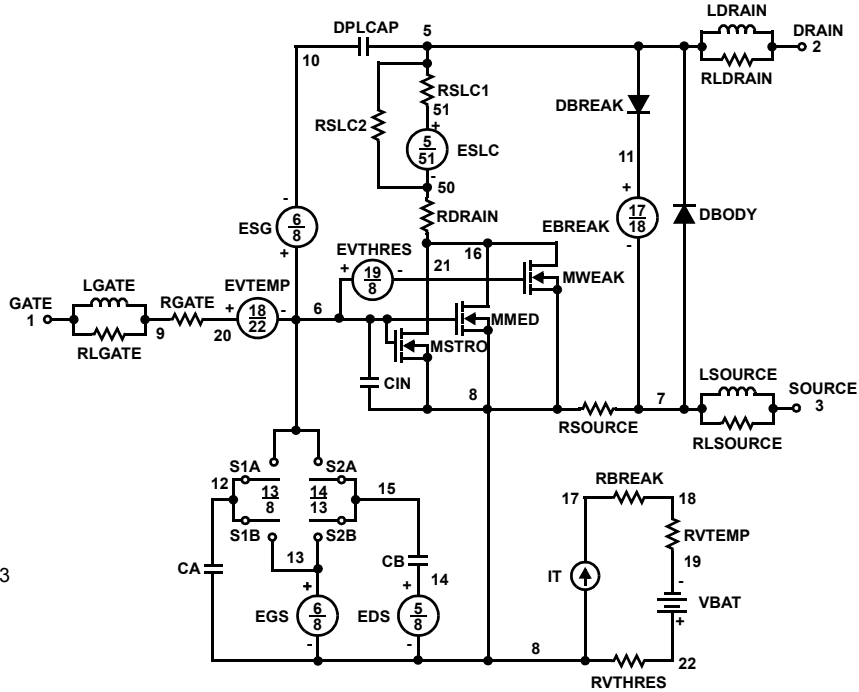 LDRAIN
DPLCAP 5 DRAIN
10 2
RLDRAIN
RSLC1
51
RSLC2 DBREAK
+
5
51
ESLC
-
11
50
- +
6
8
ESG
+
RDRAIN
17
18
EBREAK
-
DBODY
EVTHRES 16
21
+ 19
8 -
MWEAK
LGATE EVTEMP
GATE RGATE + 18
22 - 6
1 MMED
9 20
RLGATE MSTRO
CIN
8 7 LSOURCE
SOURCE
3
RSOURCE
RLSOURCE
S1A S2A
12 13
8
14
13
15
S1B S2B
13
CA CB
14
+ +
EGS 6
8
EDS 5
8
- -
RBREAK
17 18
RVTEMP
19
IT -
VBAT
+
8 22
RVTHRES
3